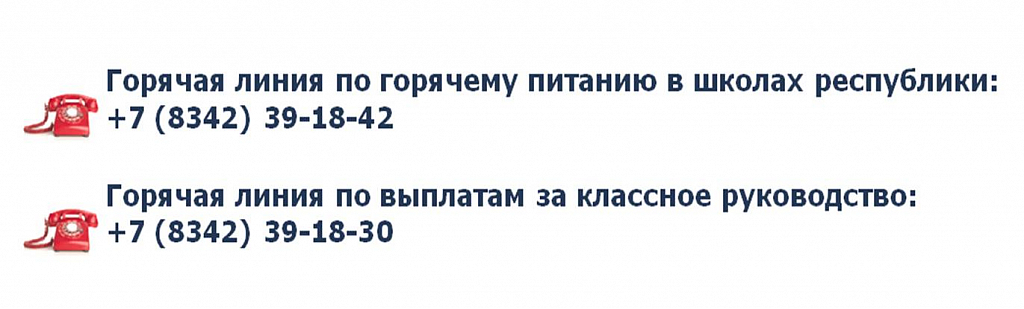 Горячая линия по горячему питанию в школах республики:
+7 (8342) 39-18-42
Горячая линия по выплатам за классное руководство:
+7 (8342) 39-18-30